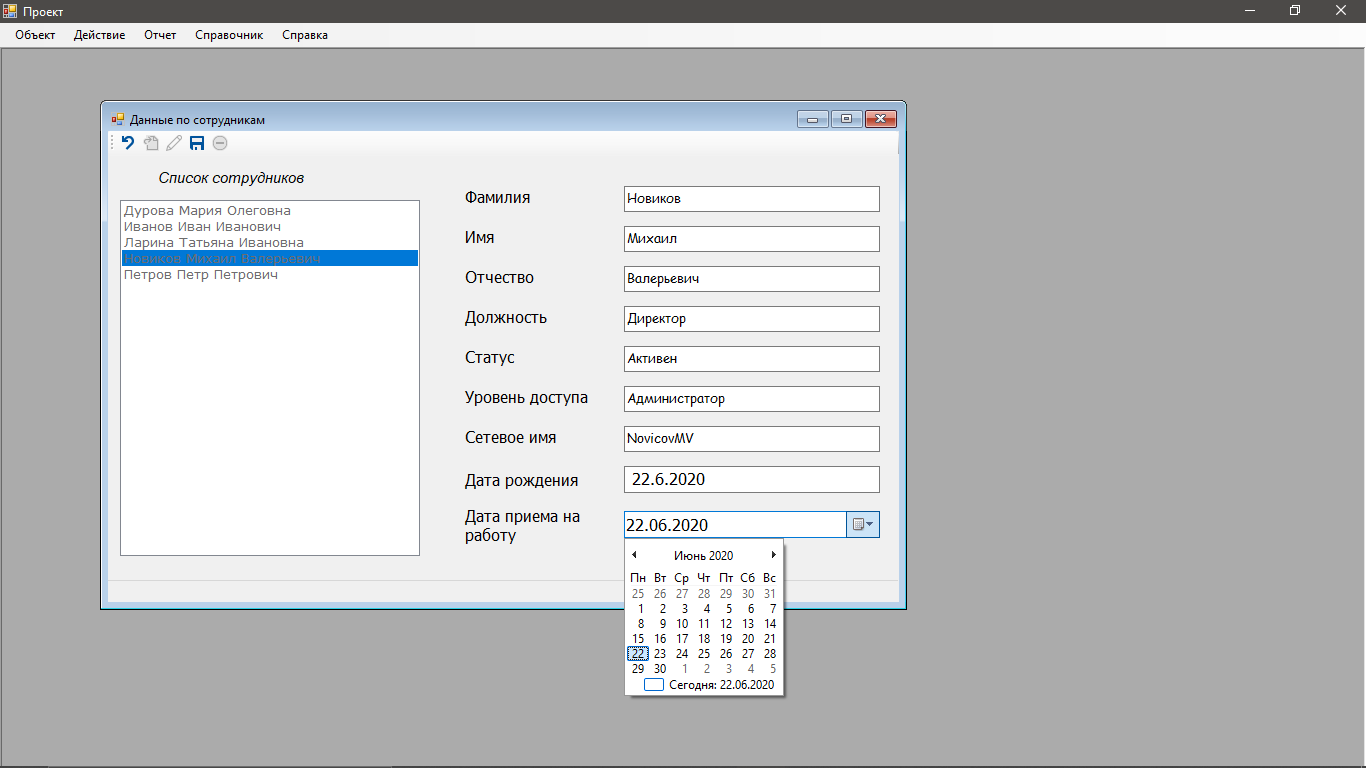 Проект
Объект Действие Отчет Справочник Справка
Данные по сотрудникам
Список сотрудников
Дурова Мария Олеговна
Иванов Иван Иванович
Ларина Татьяна Ивановна
Новиков Михаил Валерьевич
Петров Петр Петрович
Фамилия Новиков
Имя Михаил
Отчество Валерьевич
Должность Директор
Статус Активен
Уровень доступа Администратор
Сетевое имя NovicovMV
Дата рождения 22.6.2020
Дата приема на
работу
22.06.2020
Июнь 2020
Пн Вт Ср Чт Пт Сб Вс
25 26 27 28 29 30 31
1 2 3 4 5 6 7
8 9 10 11 12 13 14
15 16 17 18 19 20 21
22 23 24 25 26 27 28
29 30 1 2 3 4 5
Сегодня: 22.06.2020